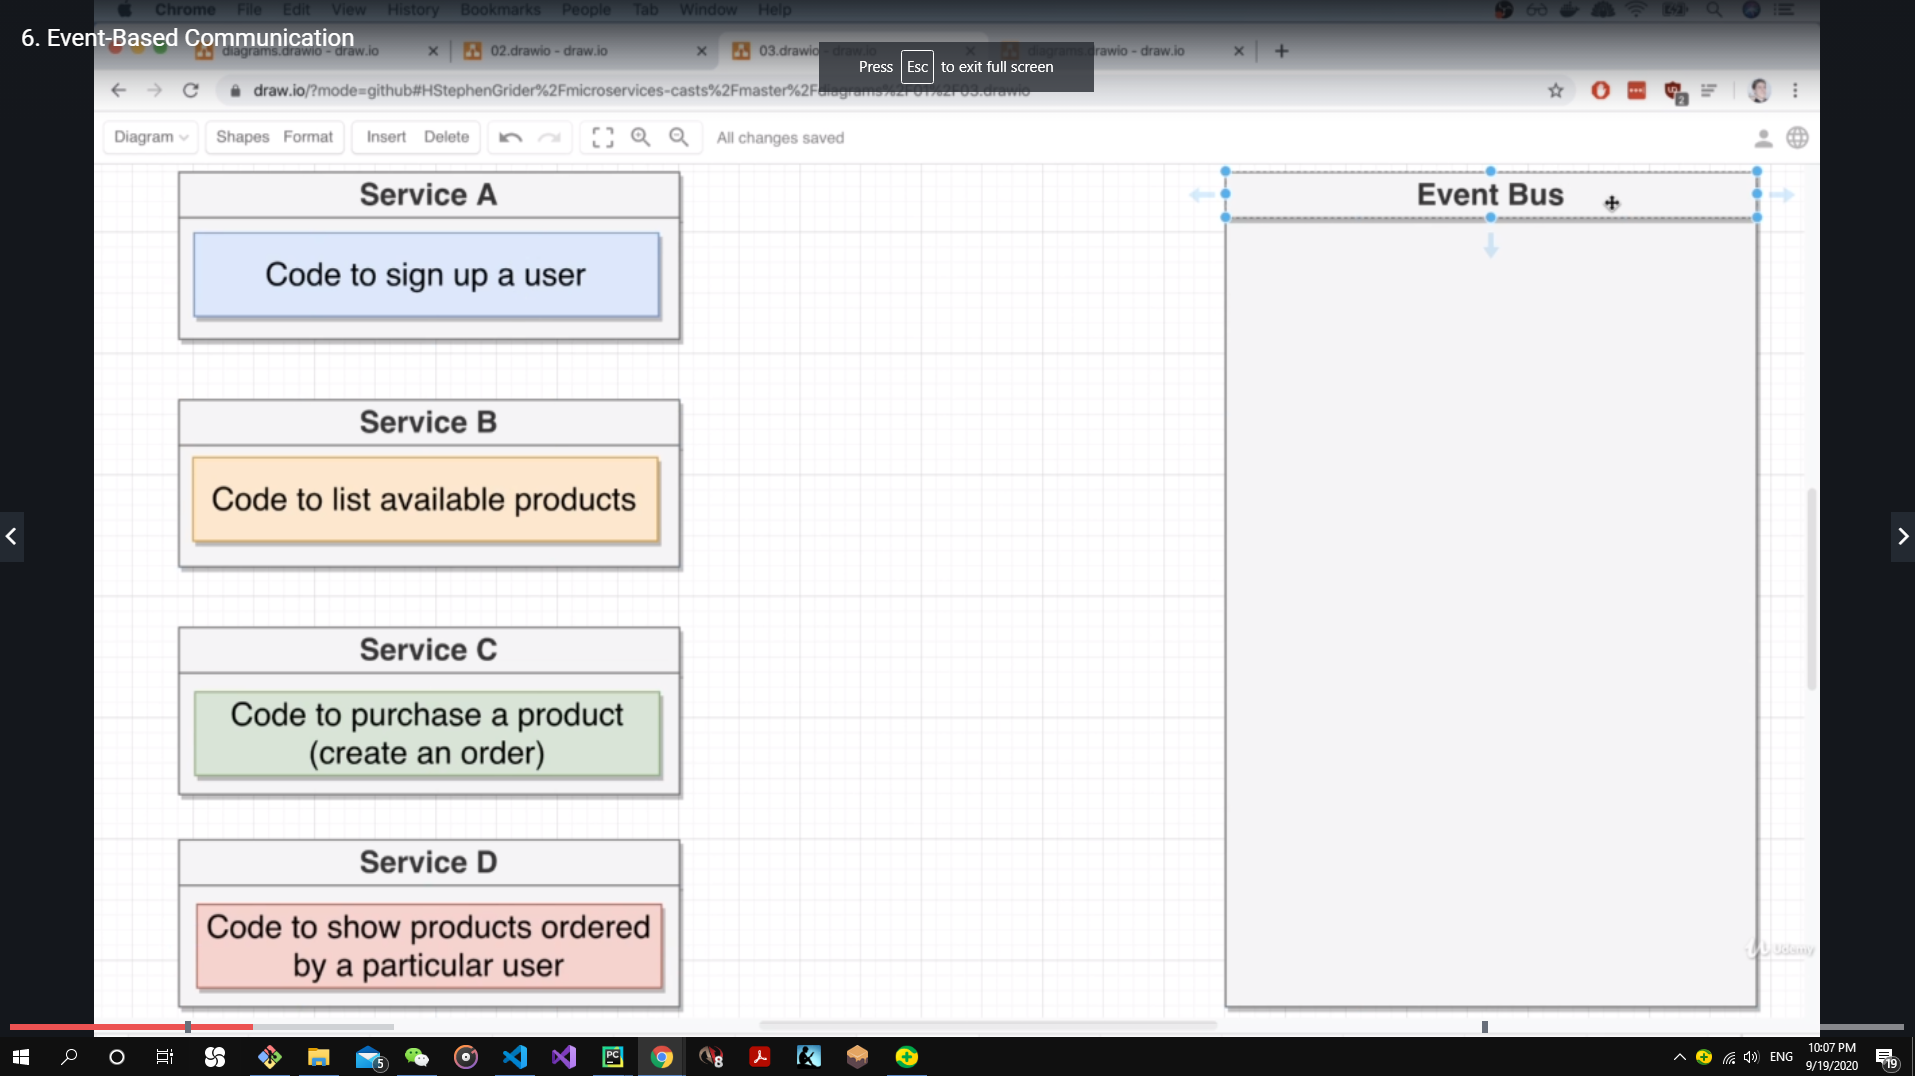 Chrome File Edit View History Bookmarks People Tab Window Help
6. Event-Based Communication
diagrams.drawio - draw.io
02.drawio - draw.io
03.drawio - draw.io
diagrams.drawio - draw.io
Press Esc to exit full screen
draw.io/?mode=github#HStephenGrider%2Fmicroservices-casts%2Fmaster%2Fdiagrams%2F01%2F03.drawio
2
Diagram Shapes Format Insert Delete All changes saved
Service A
Code to sign up a user
Service B
Code to list available products
Service C
Code to purchase a product
(create an order)
Service D
Code to show products ordered
by a particular user
Event Bus
Udemy
5
PC
8
ENG
10:07 PM
9/19/2020
19